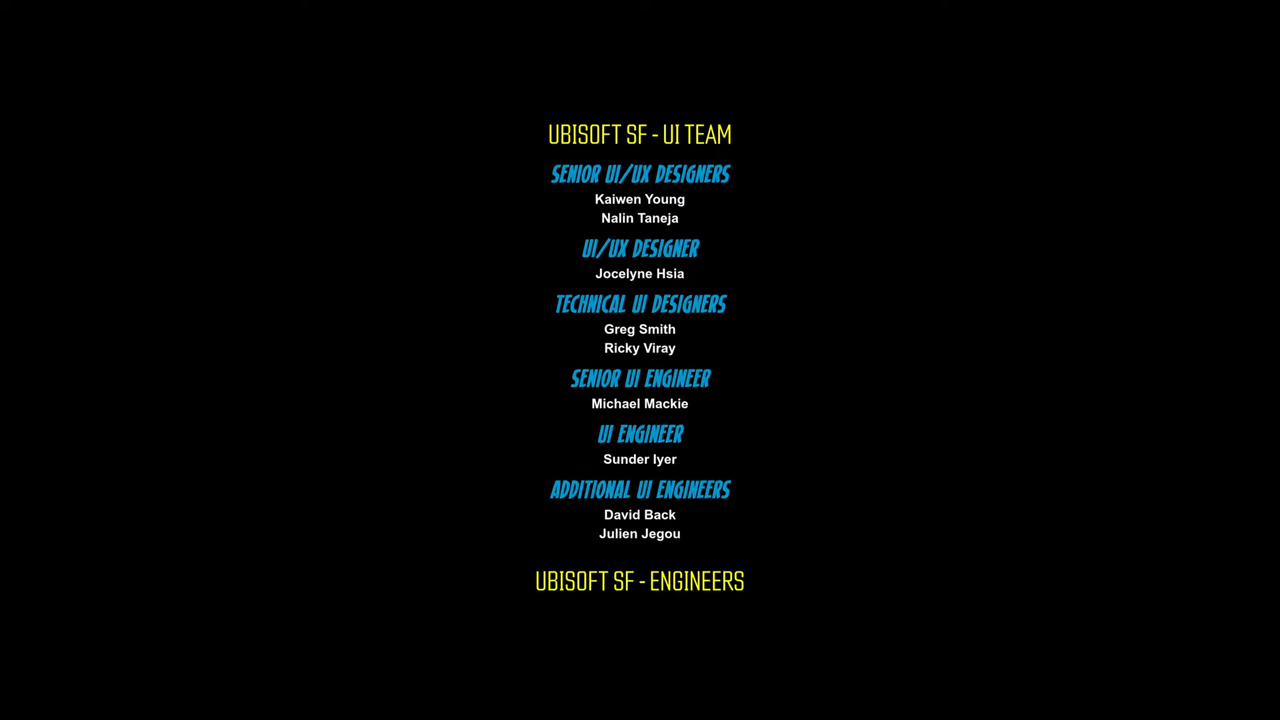 UBISOFT SF - UI TEAM
SENIOR UI/UX DESIGNERS
Kaiwen Young
Nalin Taneja
UI/UX DESIGNER
Jocelyne Hsia
TECHNICAL UI DESIGNERS
Greg Smith
Ricky Viray
SENIOR UI ENGINEER
Michael Mackie
UI ENGINEER
Sunder Iyer
ADDITIONAL UI ENGINEERS
David Back
Julien Jegou
UBISOFT SF - ENGINEERS